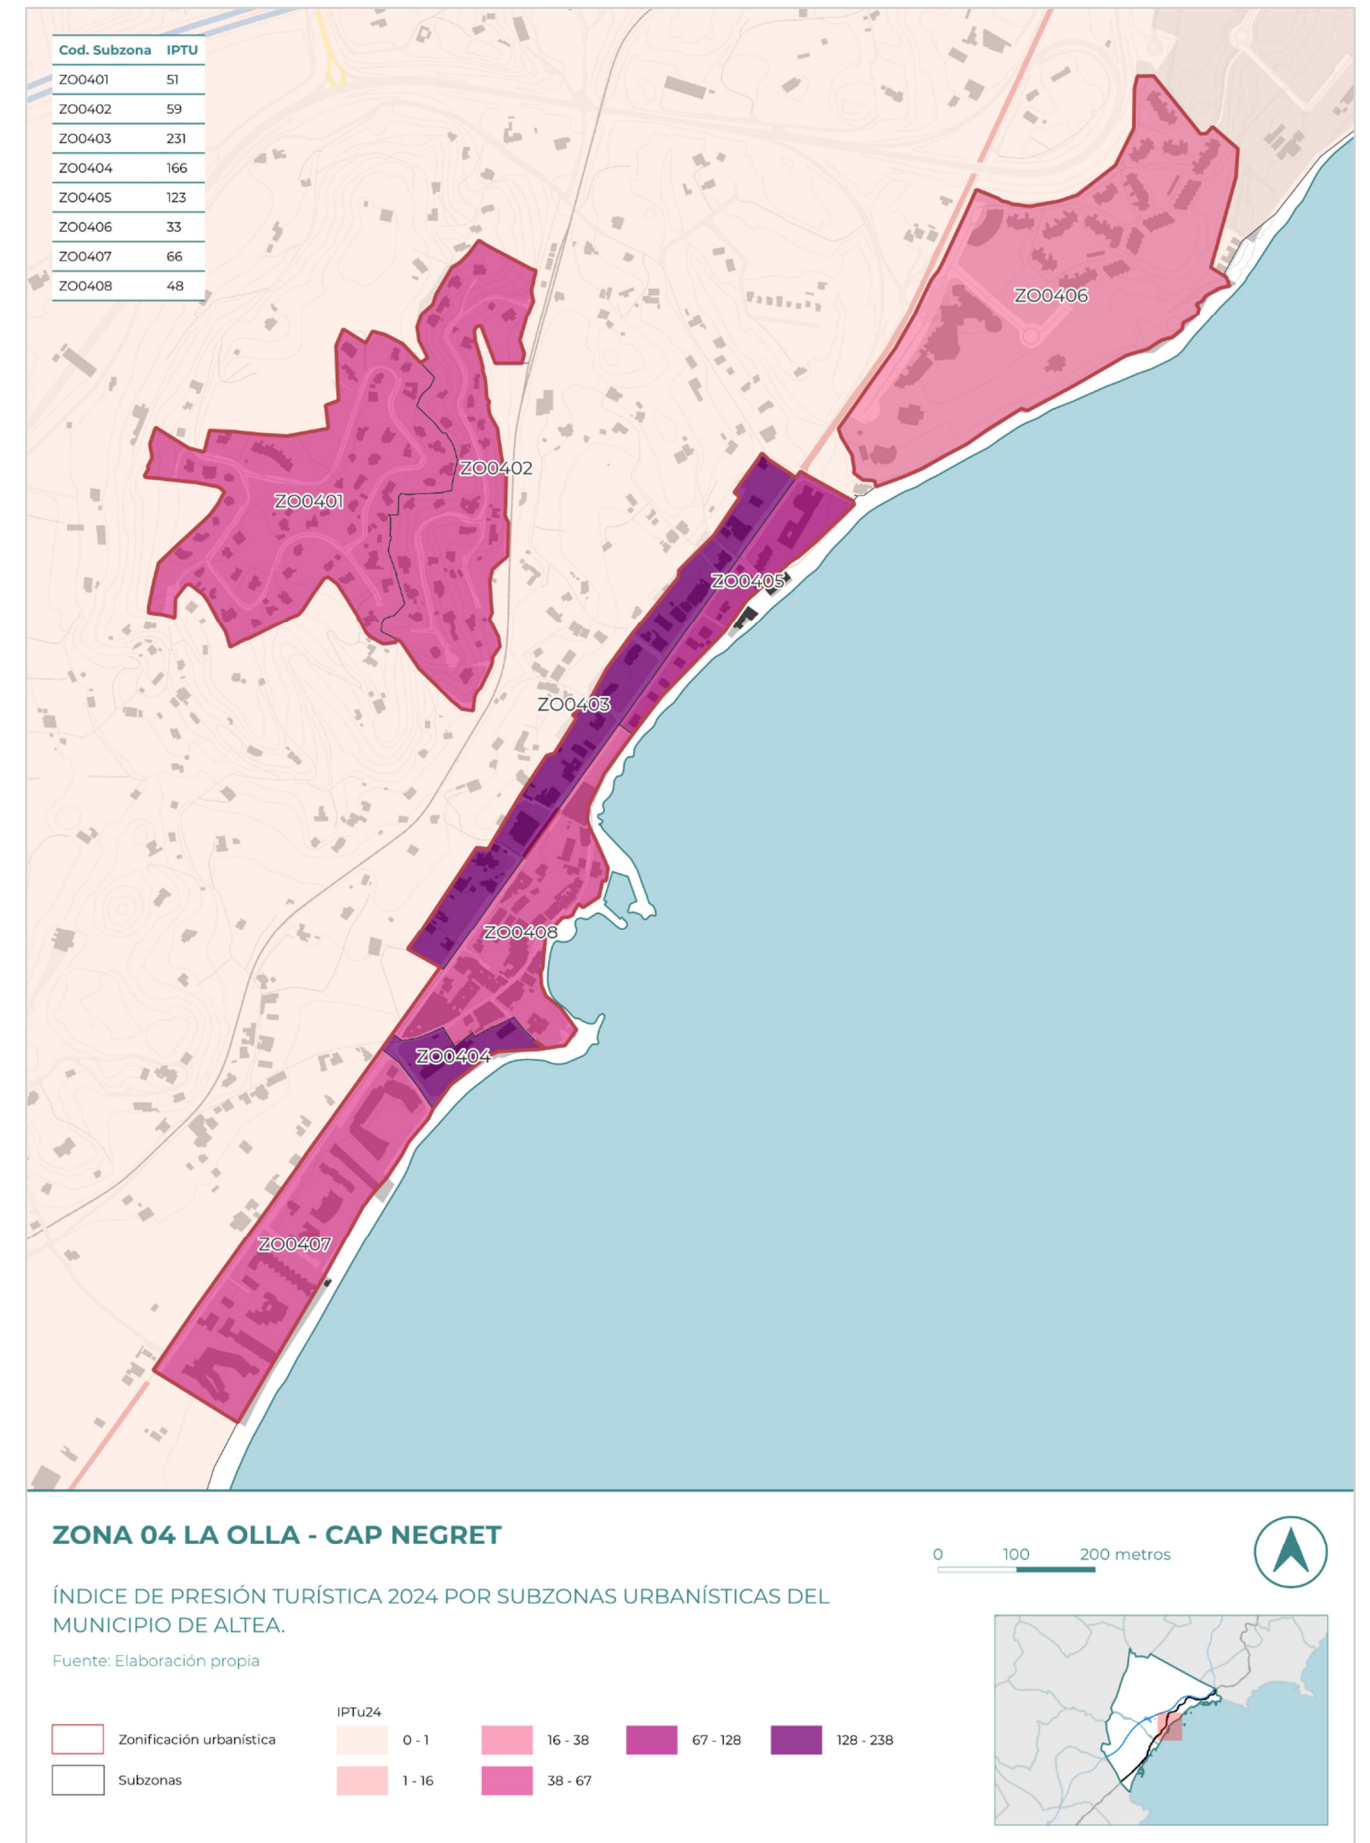 Cod. Subzona IPTU
ZO0401 51
ZO0402 59
ZO0403 231
ZO0404 166
ZO0405 123
ZO0406 33
ZO0407 66
ZO0408 48
ZO0406
ZO0402
ZO0401
ZO0405
ZO0403
ZO0408
ZO0404
ZO0407
ZONA 04 LA OLLA - CAP NEGRET
0 100 200 metros
ÍNDICE DE PRESIÓN TURÍSTICA 2024 POR SUBZONAS URBANÍSTICAS DEL
MUNICIPIO DE ALTEA.
Fuente: Elaboración propia
IPTu24
Zonificación urbanística 0 - 1 16 - 38 67 - 128 128 - 238
Subzonas 1 - 16 38 - 67